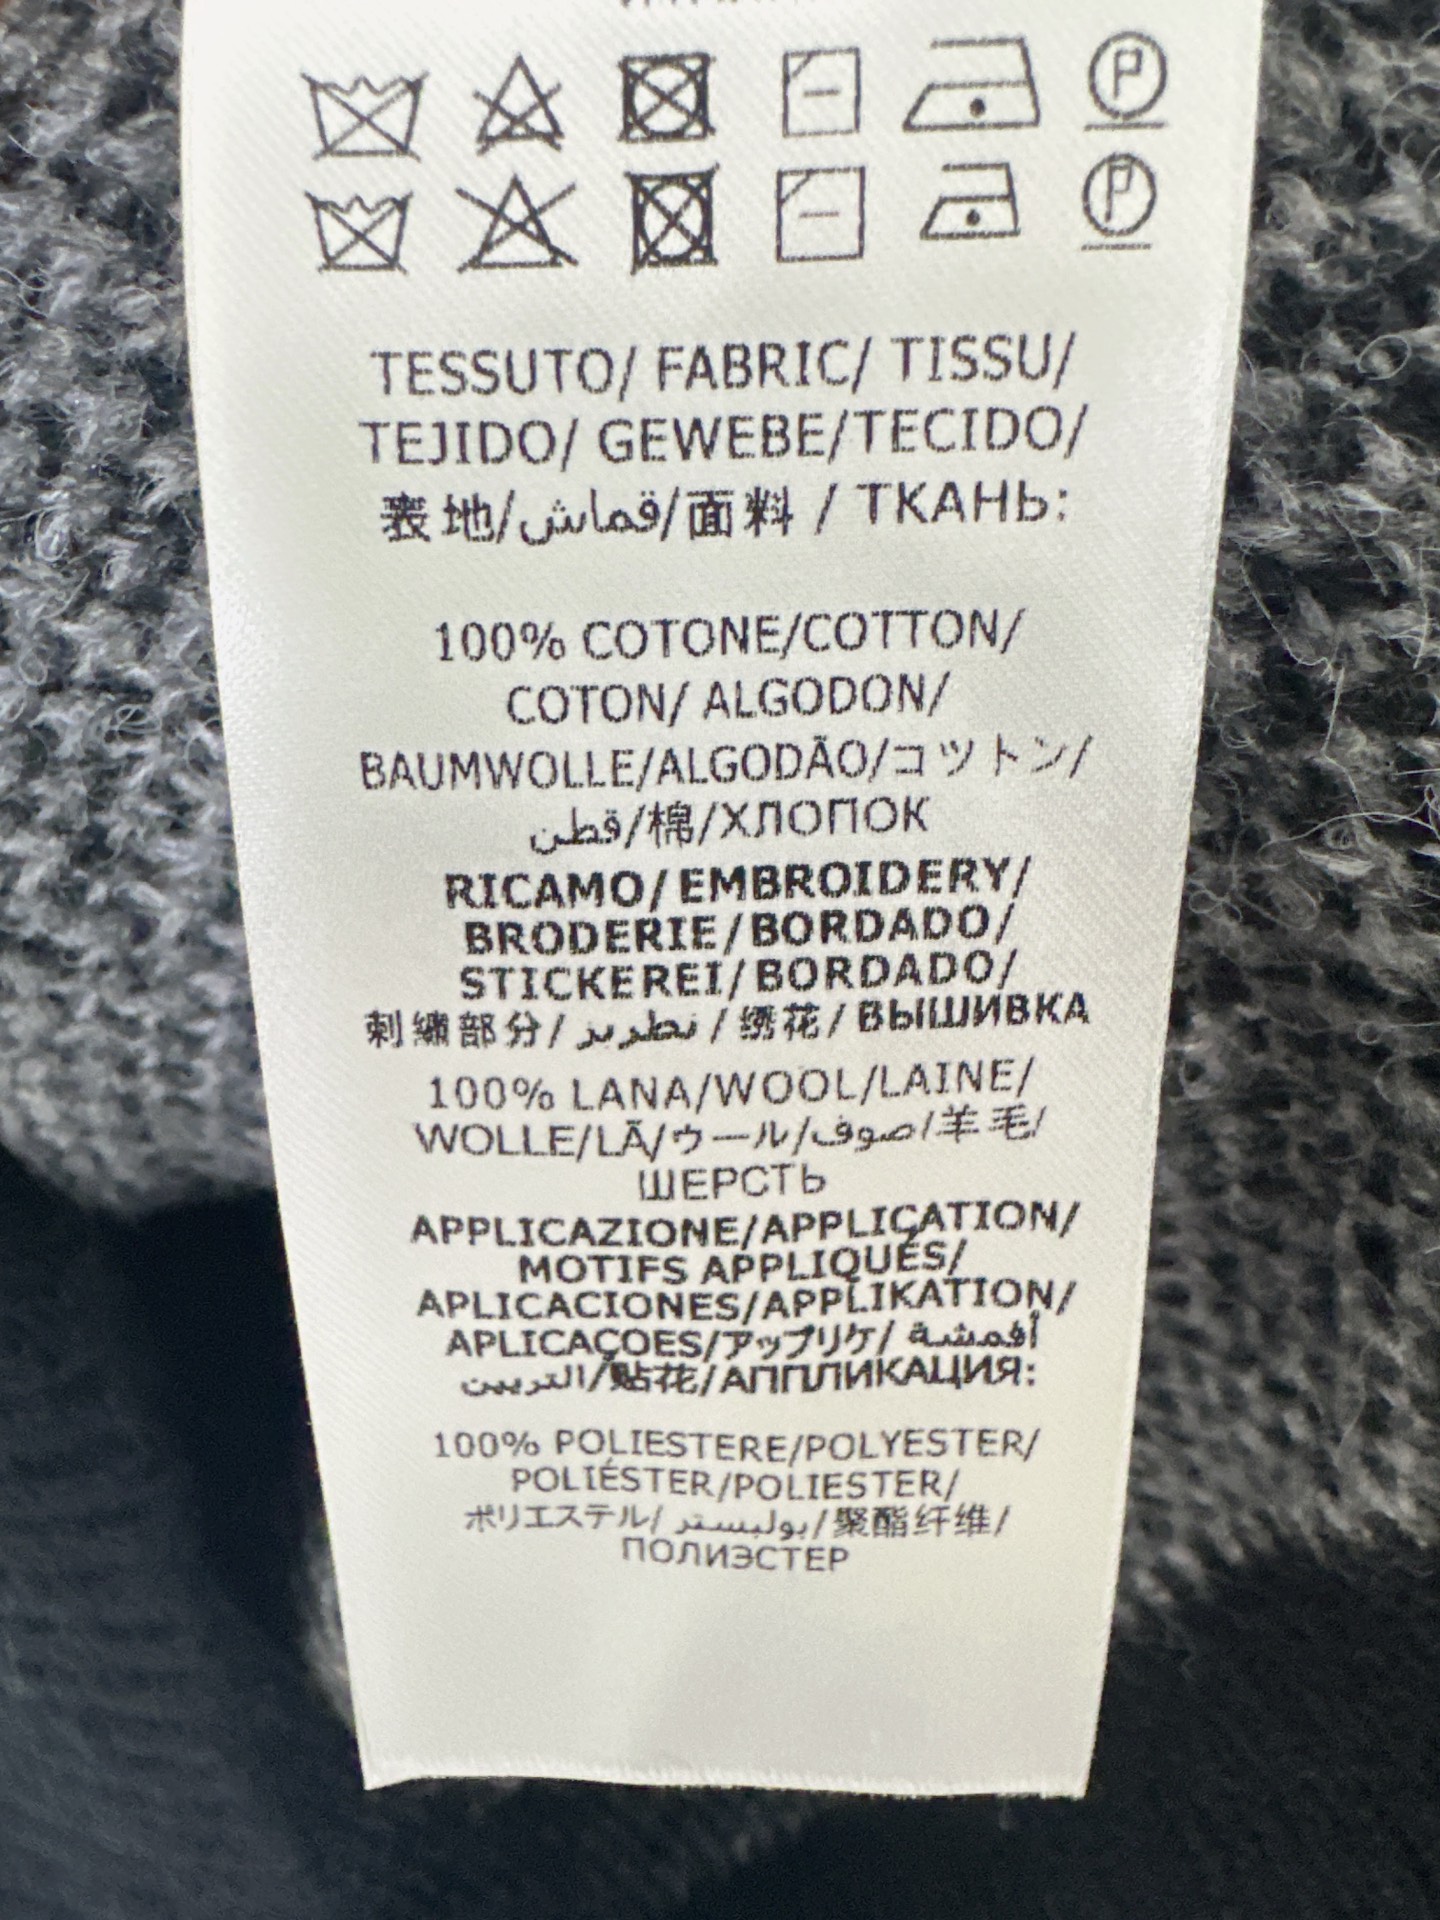 TESSUTO/ FABRIC/ TISSU/
TEJIDO/ GEWEBE/TECIDO/
表地/قماش/面料 / ТКАНЬ:
100% COTONE/COTTON/
COTON/ ALGODON/
BAUMWOLLE/ALGODÃO/コットン/
قطن/棉/ХЛОПОК
RICAMO/EMBROIDERY/
BRODERIE/BORDADO/
STICKEREI/BORDADO/
刺繍部分/ تطريز / 绣花/ ВЫШИВКА
100% LANA/WOOL/LAINE/
WOLLE/LÃ/ウール/صوف/羊毛/
ШЕРСТЬ
APPLICAZIONE/APPLICATION/
MOTIFS APPLIQUÉS/
APLICACIONES/APPLIKATION/
APLICAÇOES/アップリケ/ أقمشة
التزيين/贴花/АППЛИКАЦИЯ:
100% POLIESTERE/POLYESTER/
POLIÉSTER/POLIESTER/
ポリエステル/ بوليستر/聚酯纤维/
ПОЛИЭСТЕР